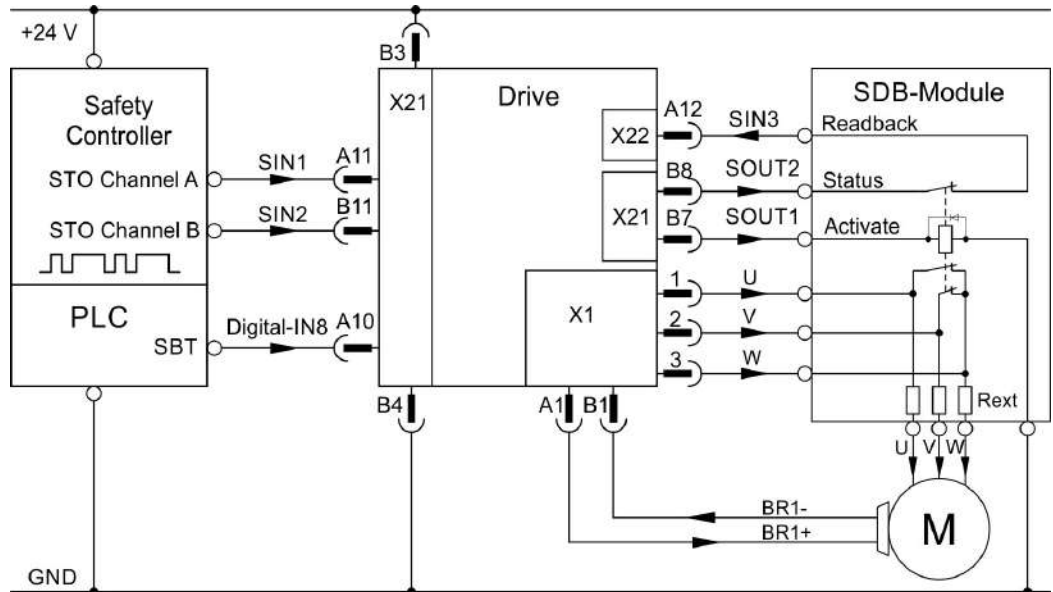 +24 V
Safety
Controller
STO Channel A
STO Channel B
PLC
SBT
GND
SIN1
SIN2
Digital-IN8
A11
B11
A10
B3
X21
Drive
B4
X22
X21
X1
A1
B1
A12
B8
B7
1
2
3
SIN3
SOUT2
SOUT1
U
V
W
SDB-Module
Readback
Status
Activate
Rext
U
V
W
BR1-
BR1+
M